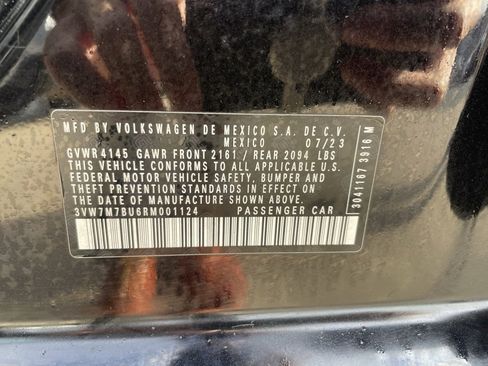 MFD BY VOLKSWAGEN DE MEXICO S.A. DE C.V.
MEXICO 07/23
GVWR 4145 GAWR FRONT 2161 / REAR 2094 LBS
THIS VEHICLE CONFORMS TO ALL APPLICABLE U.S.
FEDERAL MOTOR VEHICLE SAFETY, BUMPER AND
THEFT PREVENTION STANDARDS IN EFFECT ON
THE DATE OF MANUFACTURE SHOWN ABOVE.
3VW7M7BU6RM001124 PASSENGER CAR
3041187 3916 M